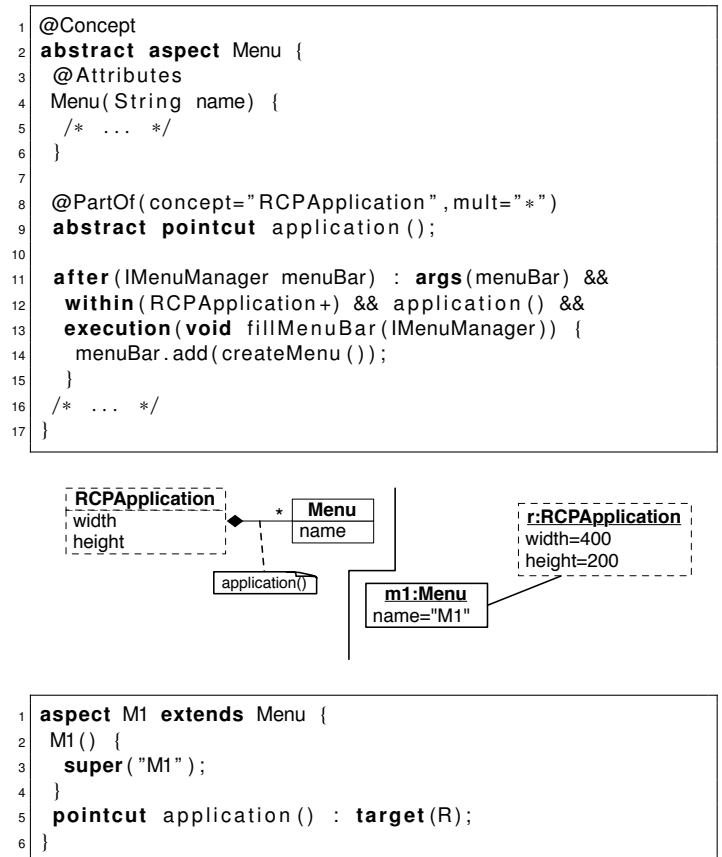 1 @Concept
2 abstract aspect Menu {
3 @Attributes
4 Menu(String name) {
5 /* ... */
6 }
7
8 @PartOf(concept="RCPApplication",mult="*")
9 abstract pointcut application();
10
11 after(IMenuManager menuBar) : args(menuBar) &&
12 within(RCPApplication+) && application() &&
13 execution(void fillMenuBar(IMenuManager)) {
14 menuBar.add(createMenu());
15 }
16 /* ... */
17 }
RCPApplication
width
height
*
Menu
name
application()
r:RCPApplication
width=400
height=200
m1:Menu
name="M1"
1 aspect M1 extends Menu {
2 M1() {
3 super("M1");
4 }
5 pointcut application() : target(R);
6 }